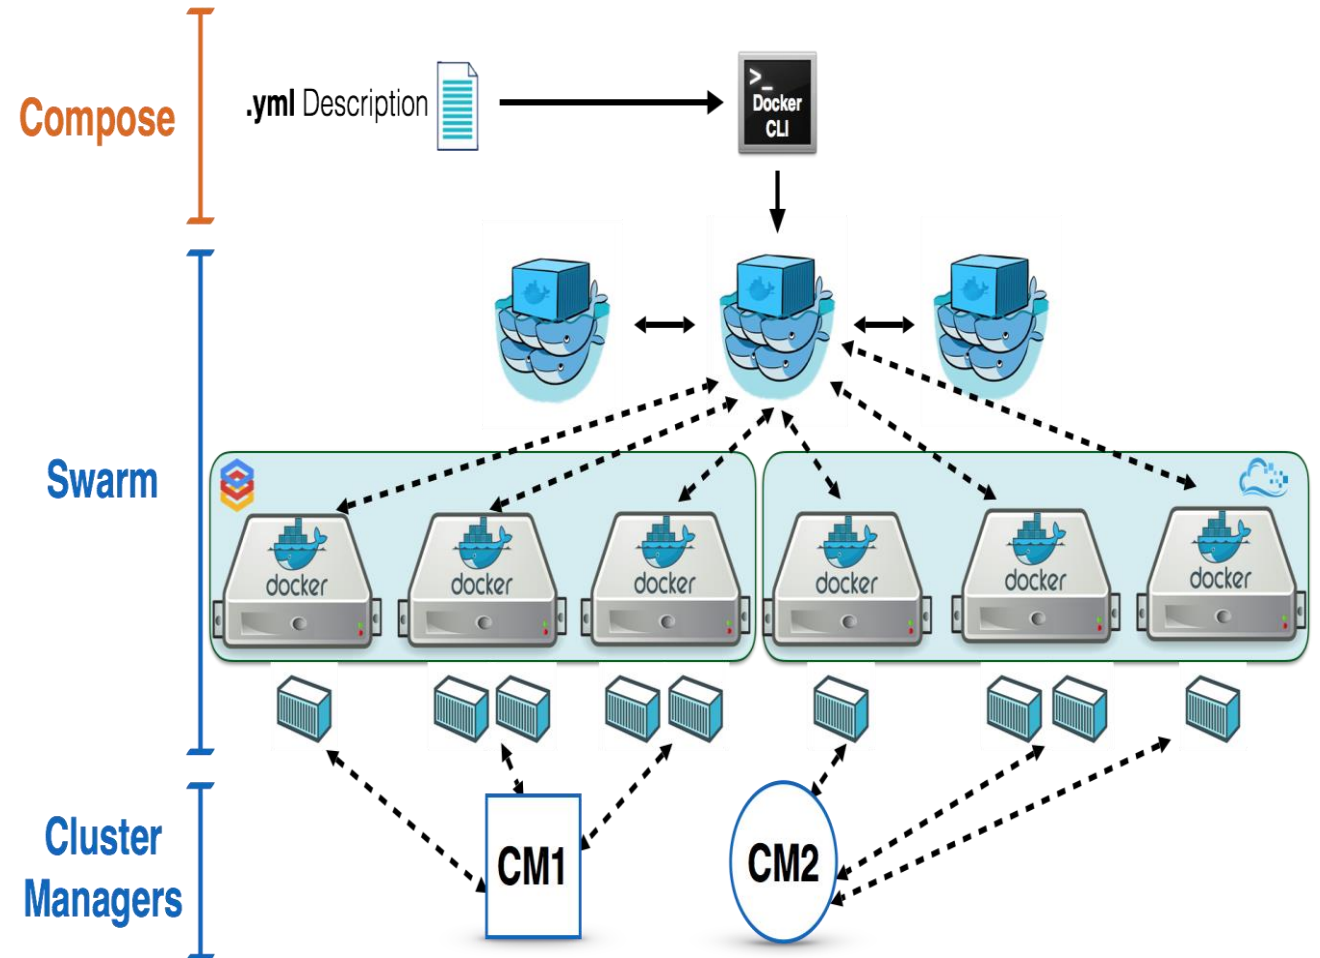 Compose
.yml Description
>_
Docker
CLI
Swarm
docker
docker
docker
docker
docker
docker
Cluster
Managers
CM1
CM2